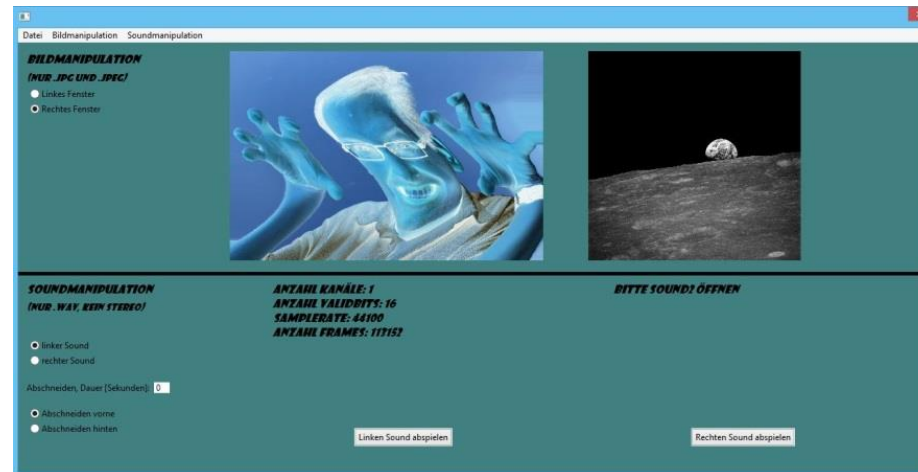 Datei Bildmanipulation Soundmanipulation
BILDMANIPULATION
(NUR .JPG UND .JPEG)
Linkes Fenster
Rechtes Fenster
SOUNDMANIPULATION
(NUR .WAV, KEIN STEREO)
linker Sound
rechter Sound
Abschneiden, Dauer [Sekunden]: 0
Abschneiden vorne
Abschneiden hinten
ANZAHL KANÄLE: 1
ANZAHL VALIDBITS: 16
SAMPLERATE: 44100
ANZAHL FRAMES:
Linken Sound abspielen
BITTE SOUND2 ÖFFNEN
Rechten Sound abspielen